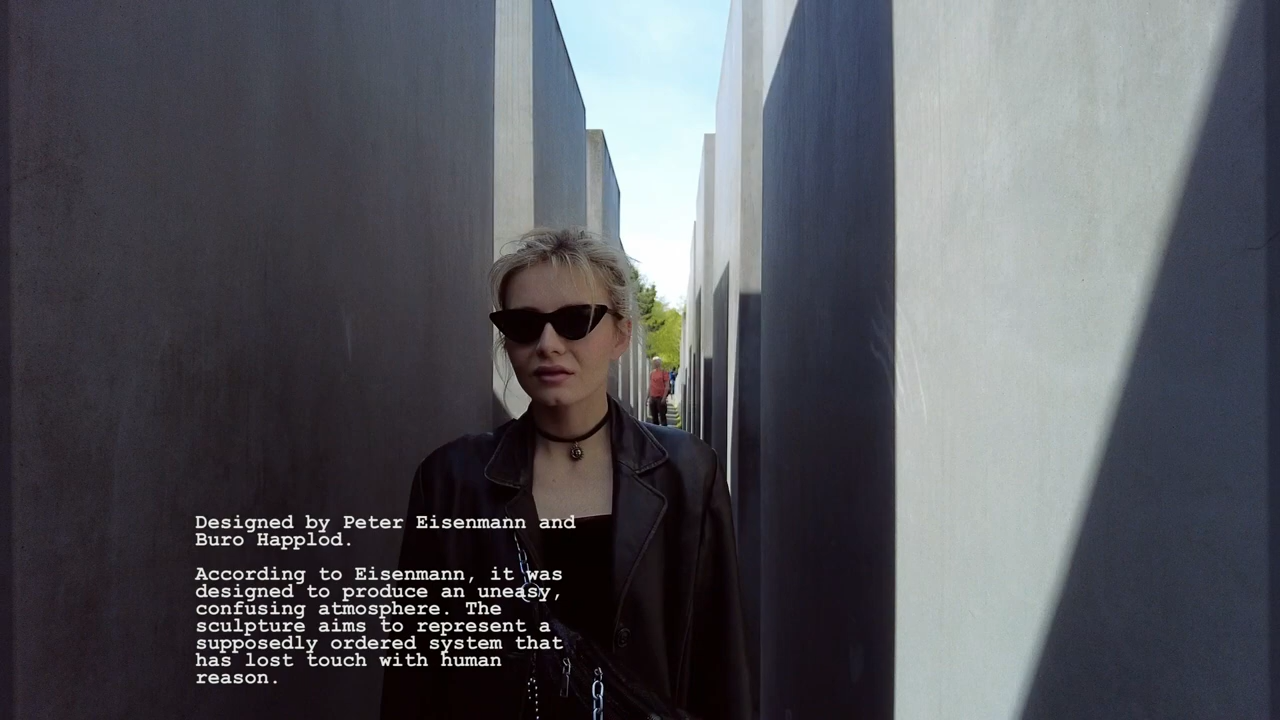 Designed by Peter Eisenmann and
Buro Happlod.
According to Eisenmann, it was
designed to produce an uneasy,
confusing atmosphere. The
sculpture aims to represent a
supposedly ordered system that
has lost touch with human
reason.